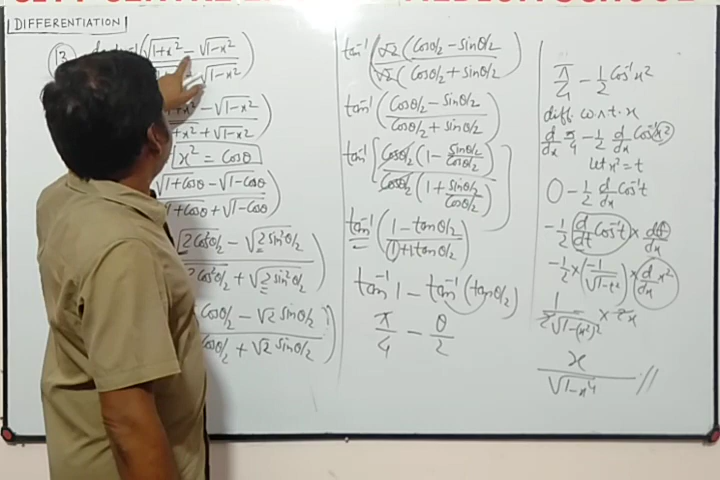 DIFFERENTIATION
13 √1+x² − √1−x²
√1−x²
+x² − √1−x²
+x² + √1−x²
x² = Cosθ
√1+Cosθ − √1−Cosθ
1+Cosθ + √1−Cosθ
√2Cos²θ/2 − √2 sin²θ/2
2Cos²θ/2 + √2 sin²θ/2
Cosθ/2 − √2 sinθ/2
Cosθ/2 + √2 sinθ/2
tan⁻¹ (√2 (Cosθ/2 − sinθ/2
√2 ( Cosθ/2 + sinθ/2)
tan⁻¹ (Cosθ/2 − sinθ/2
Cosθ/2 + sinθ/2)
tan⁻¹ [Cosθ/2 (1 − sinθ/2
Cosθ/2)
Cosθ/2 (1 + sinθ/2
Cosθ/2)
tan⁻¹ (1 − tanθ/2
1 + 1 tanθ/2)
tan⁻¹ 1 − tan⁻¹ (tanθ/2)
π/4 − θ/2
π/4 − 1/2 Cos⁻¹x²
diff. w.r.t. x
d/dx π/4 − 1/2 d/dx Cos⁻¹(x²)
let x² = t
0 − 1/2 d/dx Cos⁻¹t
−1/2 (d/dt Cos⁻¹t) × dθ/dx
−1/2 × (−1/√1−t²) × (d/dx x²)
1/2√1−(x²)² × 2x
x/√1−x⁴ //